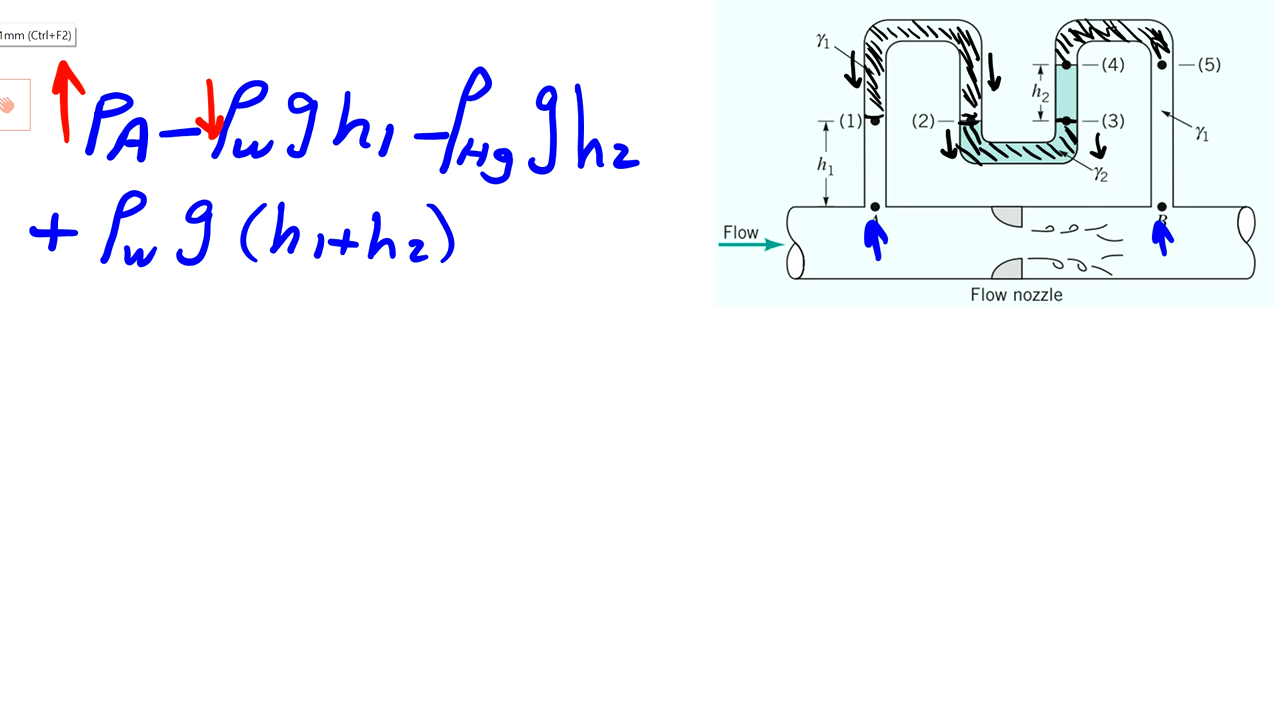 1mm (Ctrl+F2)
PA - ρw g h1 - ρHg g h2
+ ρw g (h1+h2)
γ1
(1)
(2)
h1
h2
(4)
(3)
(5)
γ1
γ2
A
B
Flow
Flow nozzle